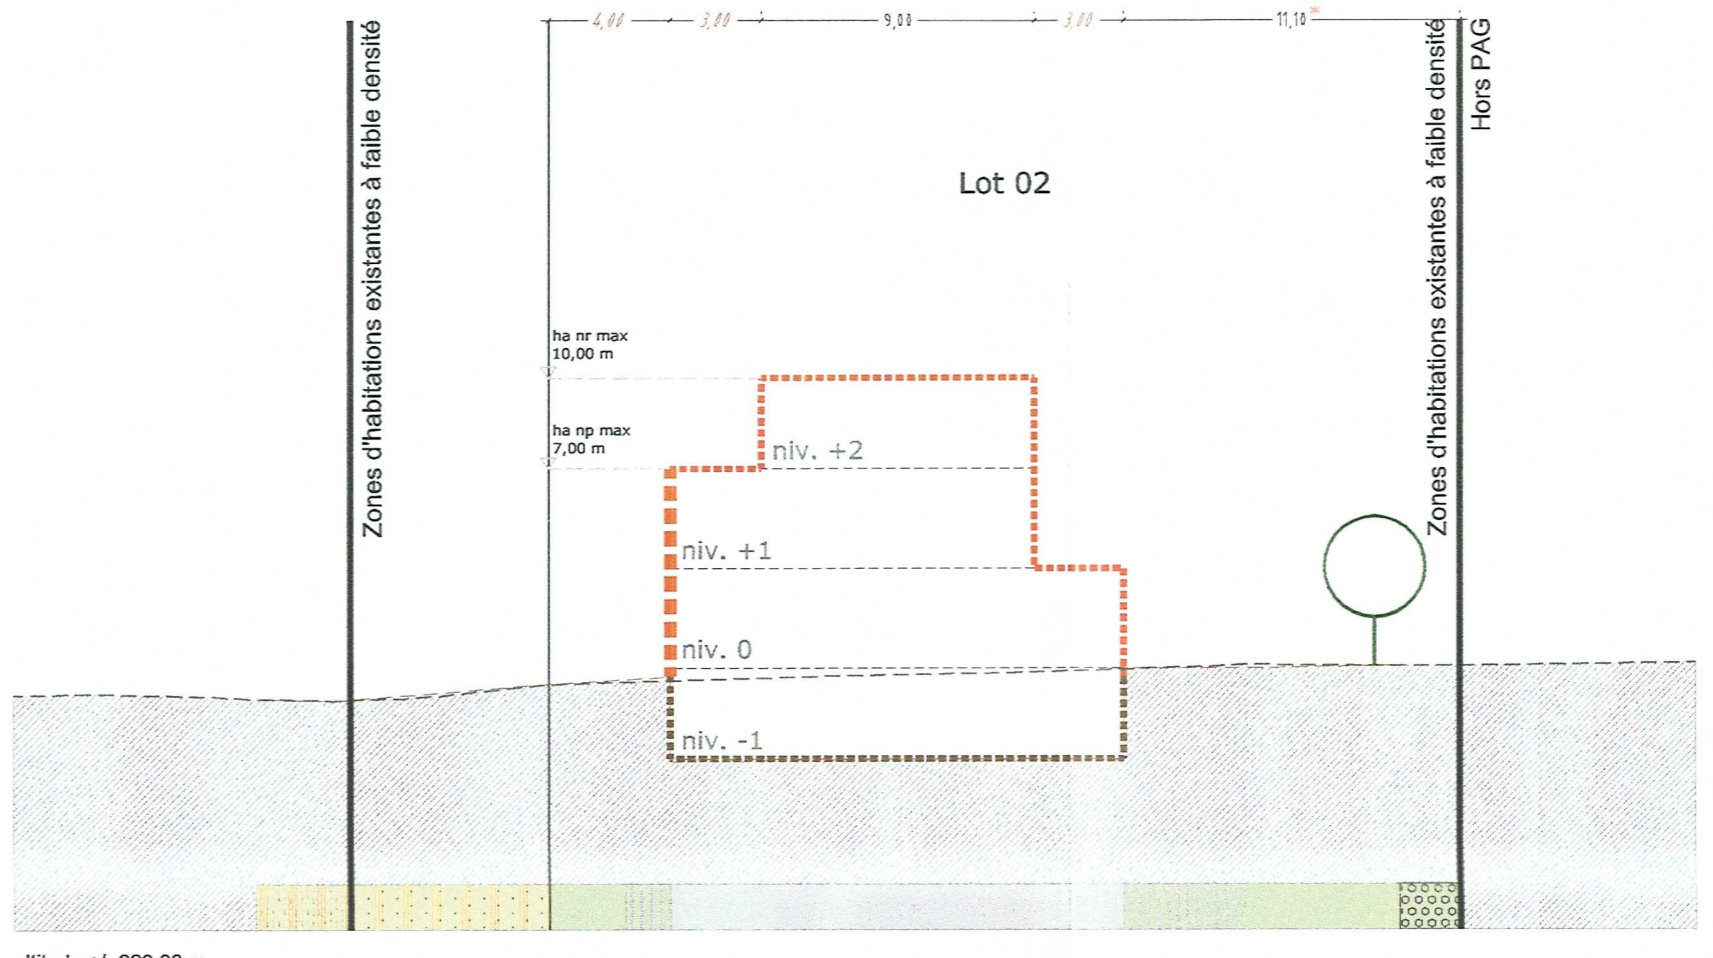 4,00 3,00 9,00 3,00 11,10*
Zones d'habitations existantes à faible densité
Zones d'habitations existantes à faible densité
Hors PAG
Lot 02
ha nr max
10,00 m
ha np max
7,00 m
niv. +2
niv. +1
niv. 0
niv. -1